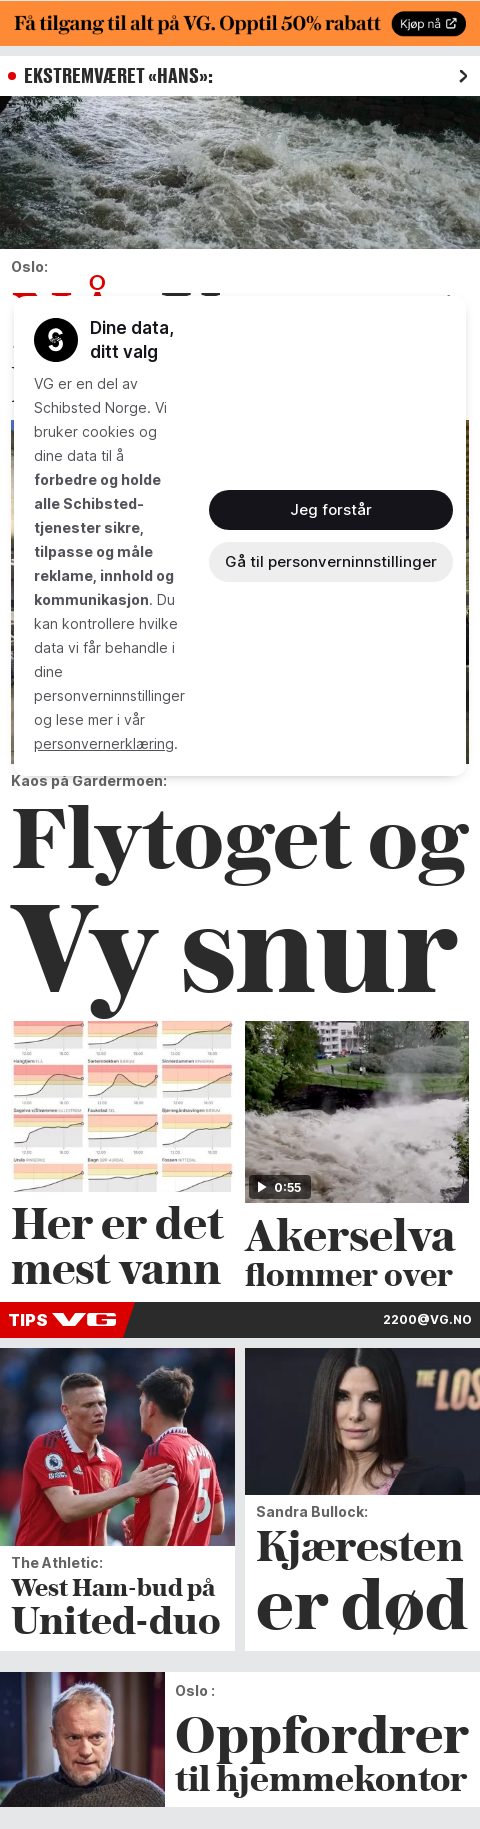 Få tilgang til alt på VG. Opptil 50% rabatt
Kjøp nå
EKSTREMVÆRET «HANS»:
Oslo:
Dine data,
ditt valg
VG er en del av
Schibsted Norge. Vi
bruker cookies og
dine data til å
forbedre og holde
alle Schibsted-
tjenester sikre,
tilpasse og måle
reklame, innhold og
kommunikasjon. Du
kan kontrollere hvilke
data vi får behandle i
dine
personverninnstillinger
og lese mer i vår
personvernerklæring.
Jeg forstår
Gå til personverninnstillinger
Kaos på Gardermoen:
Flytoget og
Vy snur
0:55
Her er det
mest vann
Akerselva
flommer over
TIPS VG
2200@VG.NO
THE LOS
5
The Athletic:
West Ham-bud på
United-duo
Sandra Bullock:
Kjæresten
er død
Oslo :
Oppfordrer
til hjemmekontor